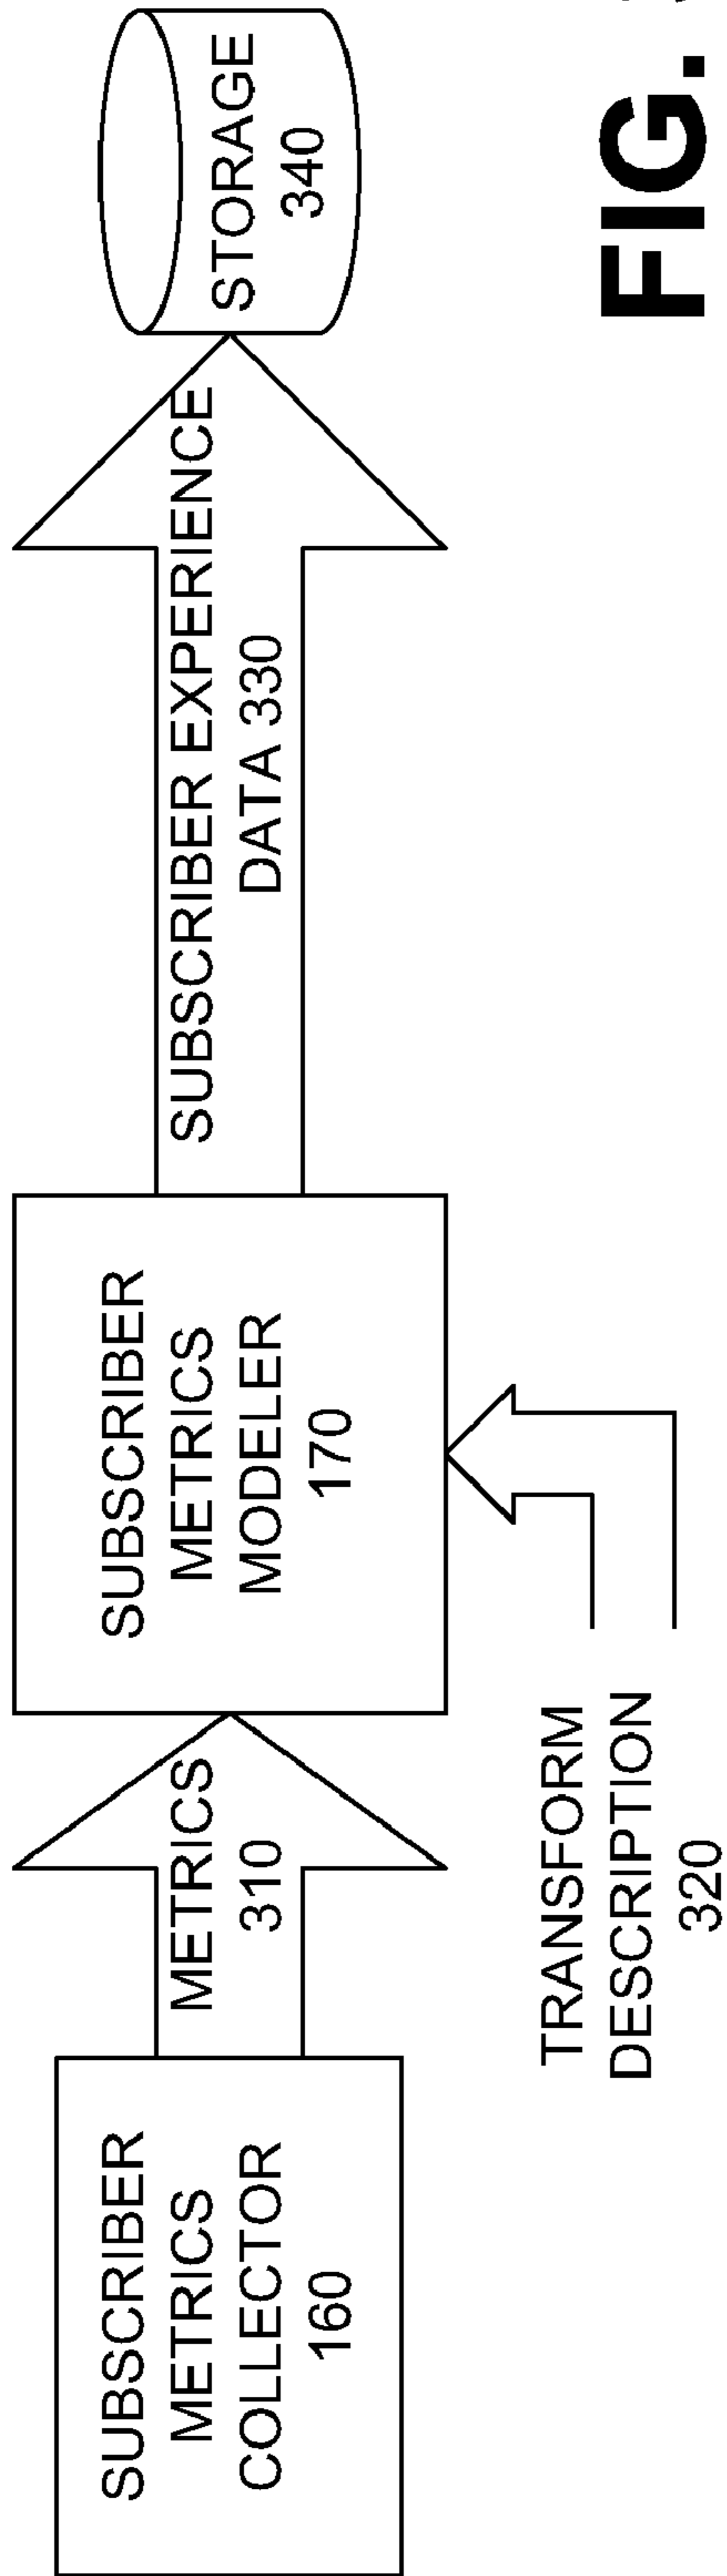 SUBSCRIBER
METRICS
COLLECTOR
160
METRICS
310
SUBSCRIBER
METRICS
MODELER
170
SUBSCRIBER EXPERIENCE
DATA 330
STORAGE
340
TRANSFORM
DESCRIPTION
320
FIG.